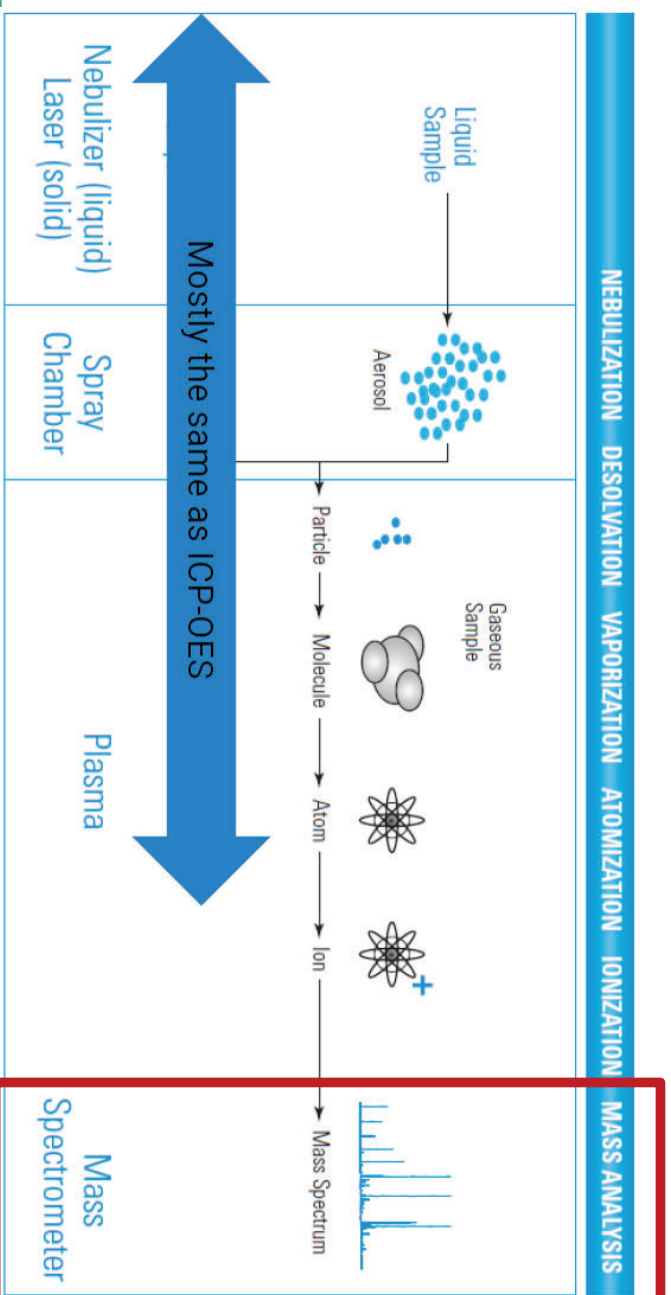 NEBULIZATION DESOLVATION VAPORIZATION ATOMIZATION IONIZATION MASS ANALYSIS
Liquid
Sample
Aerosol
Gaseous
Sample
Particle
Molecule
Atom
Ion
+
Mass Spectrum
Mostly the same as ICP-OES
Nebulizer (liquid)
Laser (solid)
Spray
Chamber
Plasma
Mass
Spectrometer